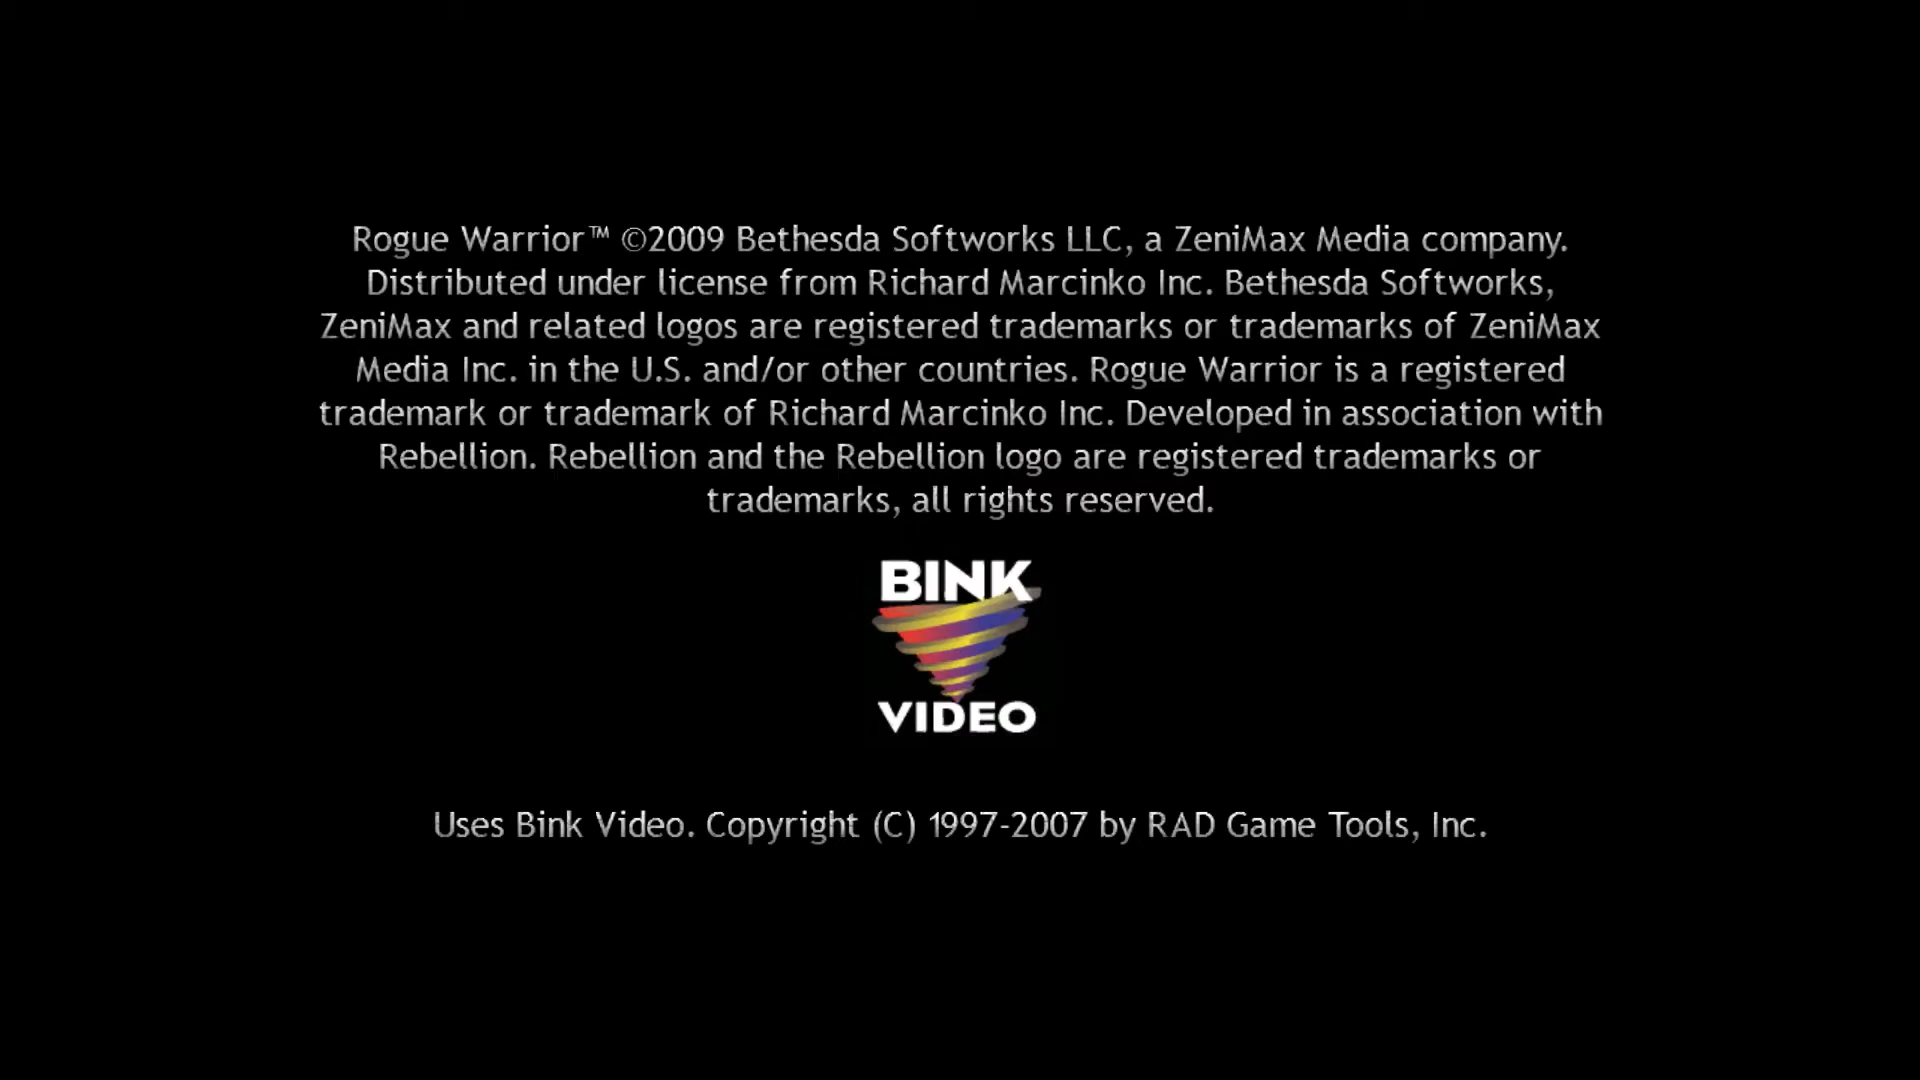 Rogue Warrior™ ©2009 Bethesda Softworks LLC, a ZeniMax Media company.
Distributed under license from Richard Marcinko Inc. Bethesda Softworks,
ZeniMax and related logos are registered trademarks or trademarks of ZeniMax
Media Inc. in the U.S. and/or other countries. Rogue Warrior is a registered
trademark or trademark of Richard Marcinko Inc. Developed in association with
Rebellion. Rebellion and the Rebellion logo are registered trademarks or
trademarks, all rights reserved.
BINK
VIDEO
Uses Bink Video. Copyright (C) 1997-2007 by RAD Game Tools, Inc.